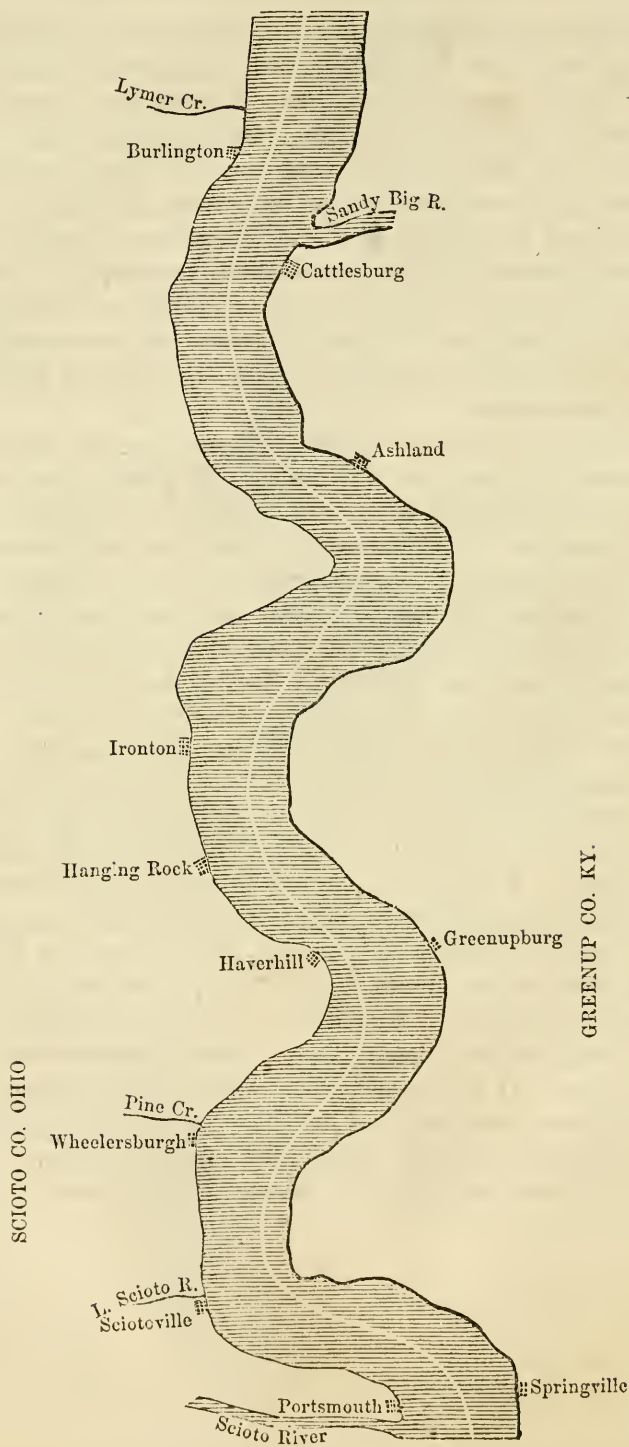 Lymer Cr.
Burlington
Sandy Big R.
Cattlesburg
Ashland
Ironton
Hanging Rock
Greenupburg
Haverhill
GREENUP CO. KY.
SCIOTO CO. OHIO
Pine Cr.
Wheelersburgh
L. Scioto R.
Sciotoville
Springville
Portsmouth
Scioto River